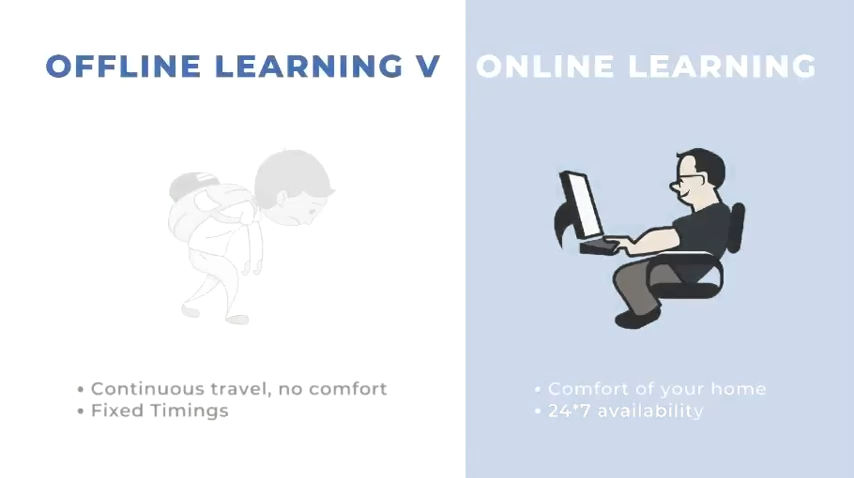 OFFLINE LEARNING V ONLINE LEARNING
• Continuous travel, no comfort
• Fixed Timings
• Comfort of your home
• 24*7 availability